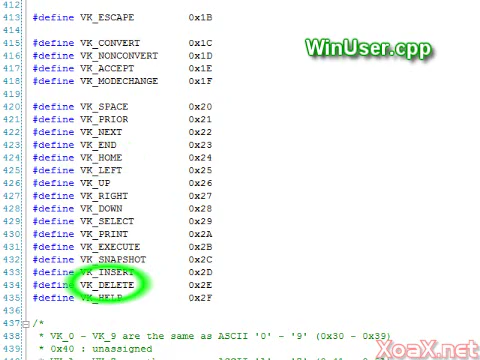 412
413 #define VK_ESCAPE 0x1B
414
415 #define VK_CONVERT 0x1C
416 #define VK_NONCONVERT 0x1D
417 #define VK_ACCEPT 0x1E
418 #define VK_MODECHANGE 0x1F
419
420 #define VK_SPACE 0x20
421 #define VK_PRIOR 0x21
422 #define VK_NEXT 0x22
423 #define VK_END 0x23
424 #define VK_HOME 0x24
425 #define VK_LEFT 0x25
426 #define VK_UP 0x26
427 #define VK_RIGHT 0x27
428 #define VK_DOWN 0x28
429 #define VK_SELECT 0x29
430 #define VK_PRINT 0x2A
431 #define VK_EXECUTE 0x2B
432 #define VK_SNAPSHOT 0x2C
433 #define VK_INSERT 0x2D
434 #define VK_DELETE 0x2E
435 #define VK_HELP 0x2F
436
437 /*
438 * VK_0 - VK_9 are the same as ASCII '0' - '9' (0x30 - 0x39)
439 * 0x40 : unassigned
WinUser.cpp
XoaX.net